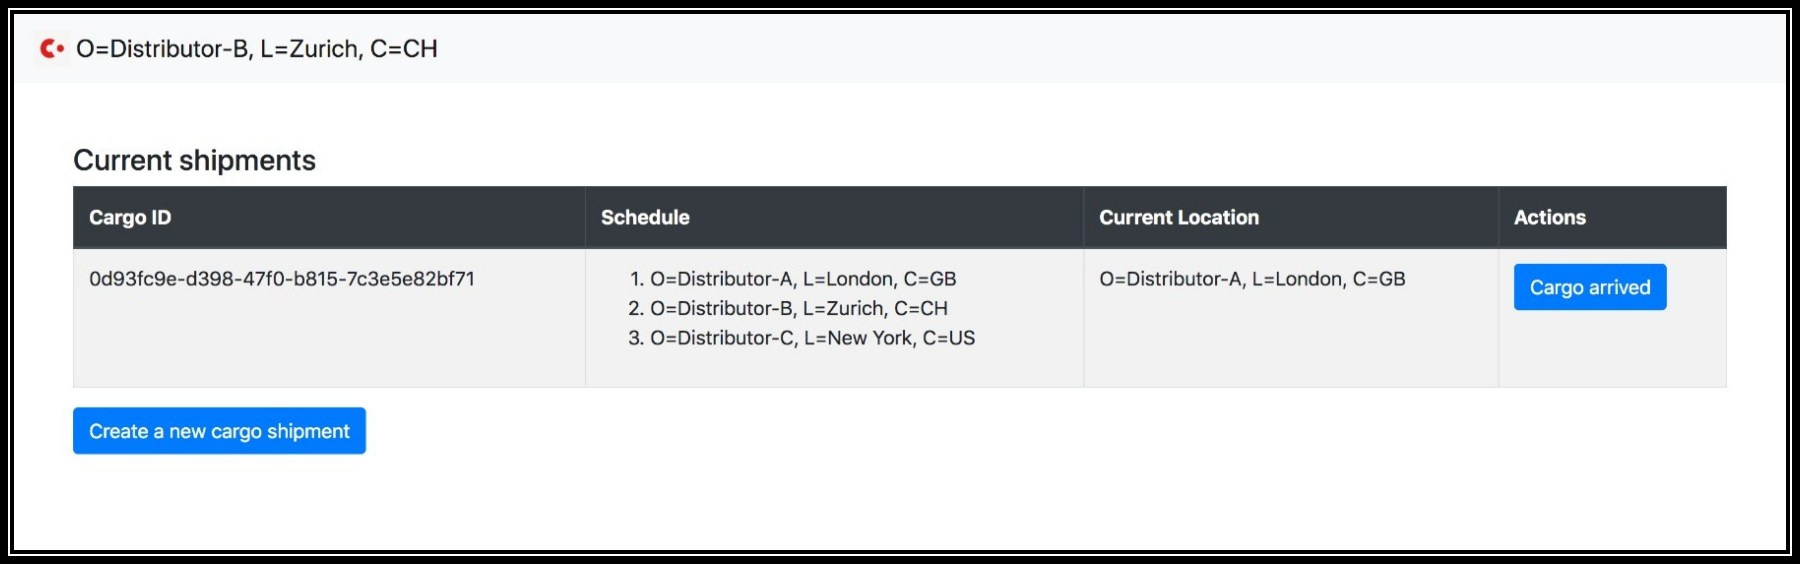 O=Distributor-B, L=Zurich, C=CH
Current shipments
Cargo ID Schedule Current Location Actions
0d93fc9e-d398-47f0-b815-7c3e5e82bf71 1. O=Distributor-A, L=London, C=GB O=Distributor-A, L=London, C=GB Cargo arrived
2. O=Distributor-B, L=Zurich, C=CH
3. O=Distributor-C, L=New York, C=US
Create a new cargo shipment